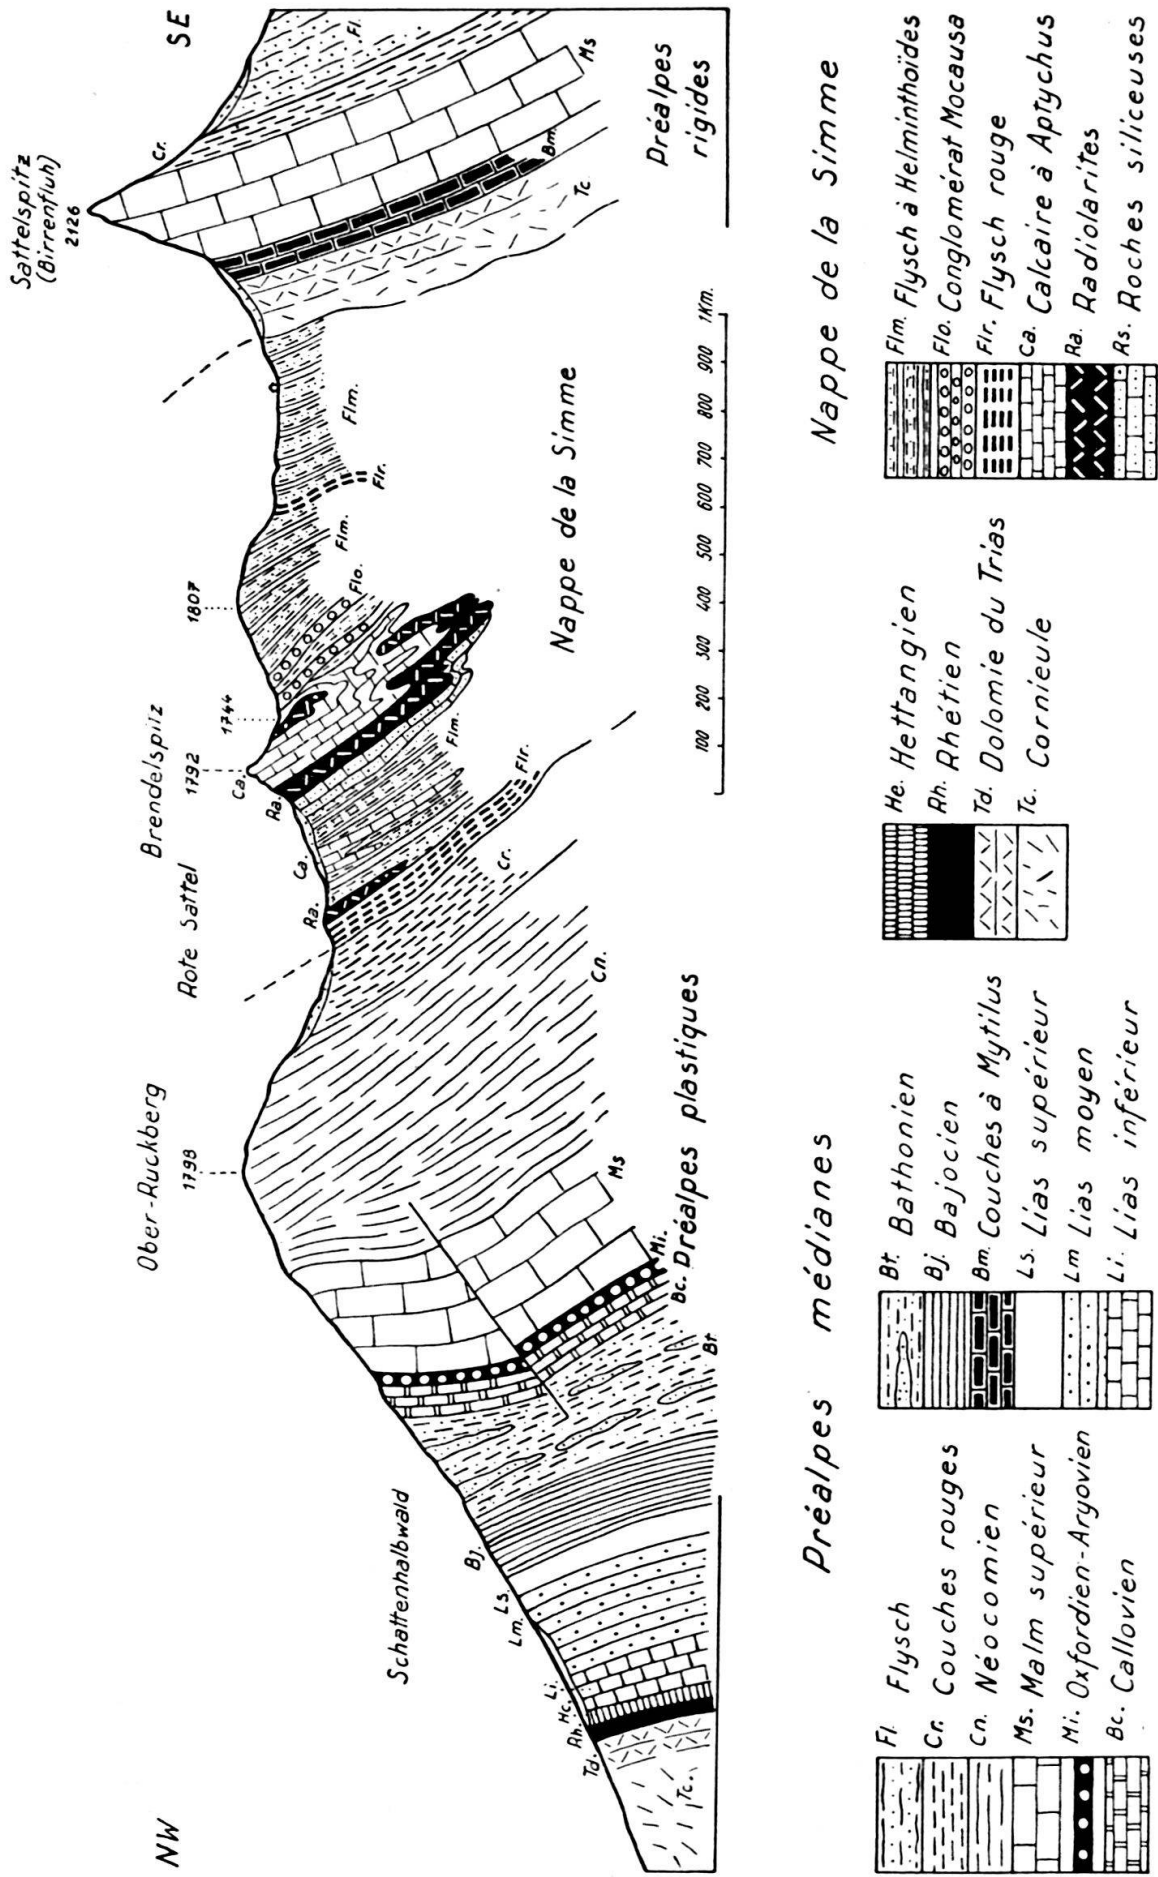 NW
SE
Schattenhalbwald
Ober-Ruckberg
1798
Rote Sattel
Brendelspitz
1792
1744
1807
Sattelspitz
(Birrenfluh)
2126
Tc.
Td.
Rh.
Hc.
Li.
Lm.
Ls.
Bj.
Bt.
Bc.
Mi.
Ms
Cn.
Cr.
Ra.
Ca.
Flr.
Flm.
Ra.
Ca.
Flo.
Flm.
Flr.
Flm.
Tc
Bm.
Ms
Cr.
Fl.
Préalpes plastiques
Nappe de la Simme
Préalpes
rigides
100 200 300 400 500 600 700 800 900 1Km.
Préalpes médianes
Fl. Flysch
Cr. Couches rouges
Cn. Néocomien
Ms. Malm supérieur
Mi. Oxfordien-Argovien
Bc. Callovien
Bt. Bathonien
Bj. Bajocien
Bm. Couches à Mytilus
Ls. Lias supérieur
Lm Lias moyen
Li. Lias inférieur
He. Hettangien
Rh. Rhétien
Td. Dolomie du Trias
Tc. Cornieule
Nappe de la Simme
Flm. Flysch à Helminthoïdes
Flo. Conglomérat Mocausa
Flr. Flysch rouge
Ca. Calcaire à Aptychus
Ra. Radiolarites
Rs. Roches siliceuses